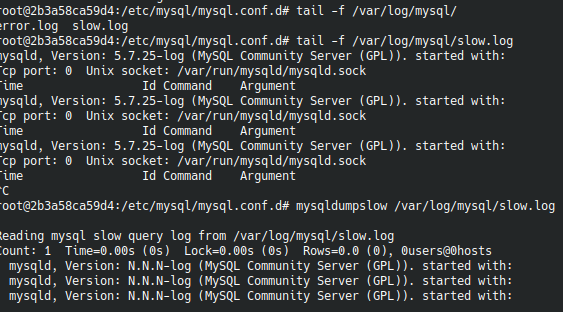 root@2b3a58ca59d4:/etc/mysql/mysql.conf.d# tail -f /var/log/mysql/
error.log  slow.log
root@2b3a58ca59d4:/etc/mysql/mysql.conf.d# tail -f /var/log/mysql/slow.log
mysqld, Version: 5.7.25-log (MySQL Community Server (GPL)). started with:
Tcp port: 0  Unix socket: /var/run/mysqld/mysqld.sock
Time                 Id Command    Argument
mysqld, Version: 5.7.25-log (MySQL Community Server (GPL)). started with:
Tcp port: 0  Unix socket: /var/run/mysqld/mysqld.sock
Time                 Id Command    Argument
mysqld, Version: 5.7.25-log (MySQL Community Server (GPL)). started with:
Tcp port: 0  Unix socket: /var/run/mysqld/mysqld.sock
Time                 Id Command    Argument
^C
root@2b3a58ca59d4:/etc/mysql/mysql.conf.d# mysqldumpslow /var/log/mysql/slow.log
Reading mysql slow query log from /var/log/mysql/slow.log
Count: 1  Time=0.00s (0s)  Lock=0.00s (0s)  Rows=0.0 (0), 0users@0hosts
  mysqld, Version: N.N.N-log (MySQL Community Server (GPL)). started with:
  mysqld, Version: N.N.N-log (MySQL Community Server (GPL)). started with:
  mysqld, Version: N.N.N-log (MySQL Community Server (GPL)). started with: